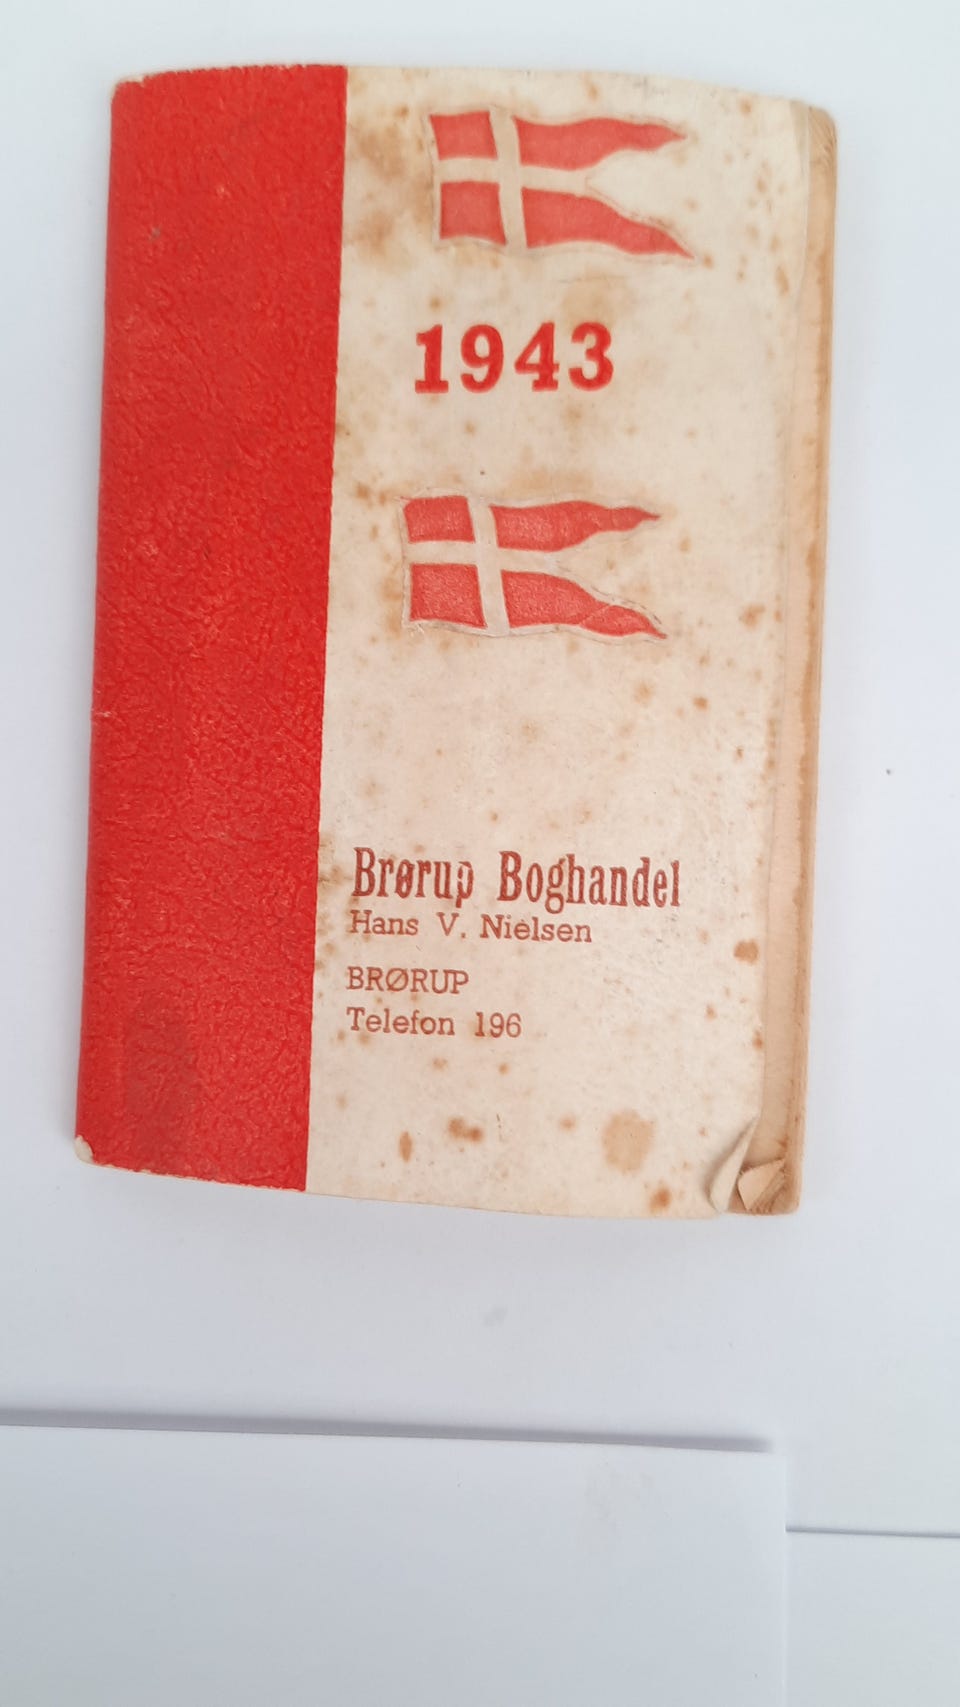 1943
Brørup Boghandel
Hans V. Nielsen
BRØRUP
Telefon 196